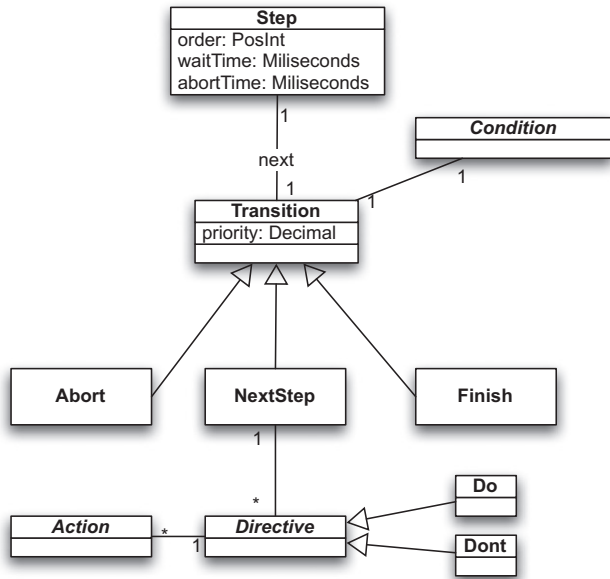 Step
order: PosInt
waitTime: Miliseconds
abortTime: Miliseconds
1
next
1
Condition
1
1
Transition
priority: Decimal
Abort
NextStep
Finish
1
*
Do
Action
*
1
Directive
Dont